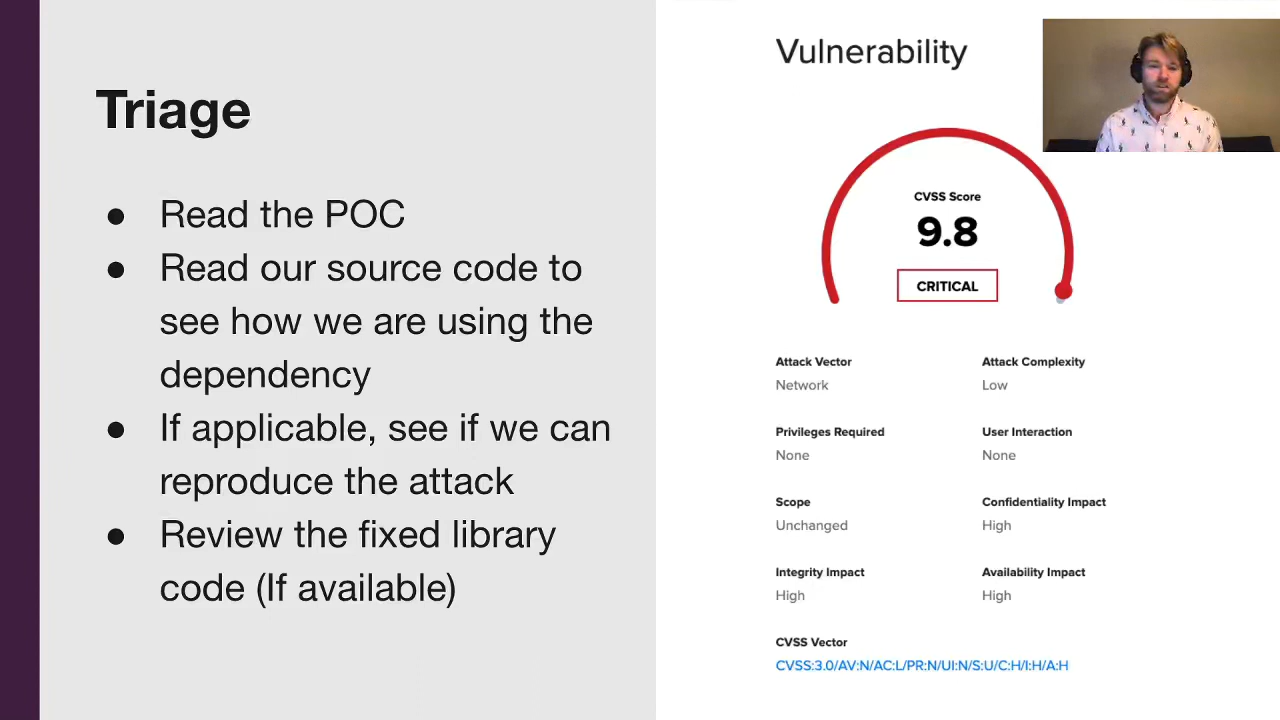 Triage
● Read the POC
● Read our source code to
see how we are using the
dependency
● If applicable, see if we can
reproduce the attack
● Review the fixed library
code (If available)
Vulnerability
CVSS Score
9.8
CRITICAL
Attack Vector
Network
Attack Complexity
Low
Privileges Required
None
User Interaction
None
Scope
Unchanged
Confidentiality Impact
High
Integrity Impact
High
Availability Impact
High
CVSS Vector
CVSS:3.0/AV:N/AC:L/PR:N/UI:N/S:U/C:H/I:H/A:H